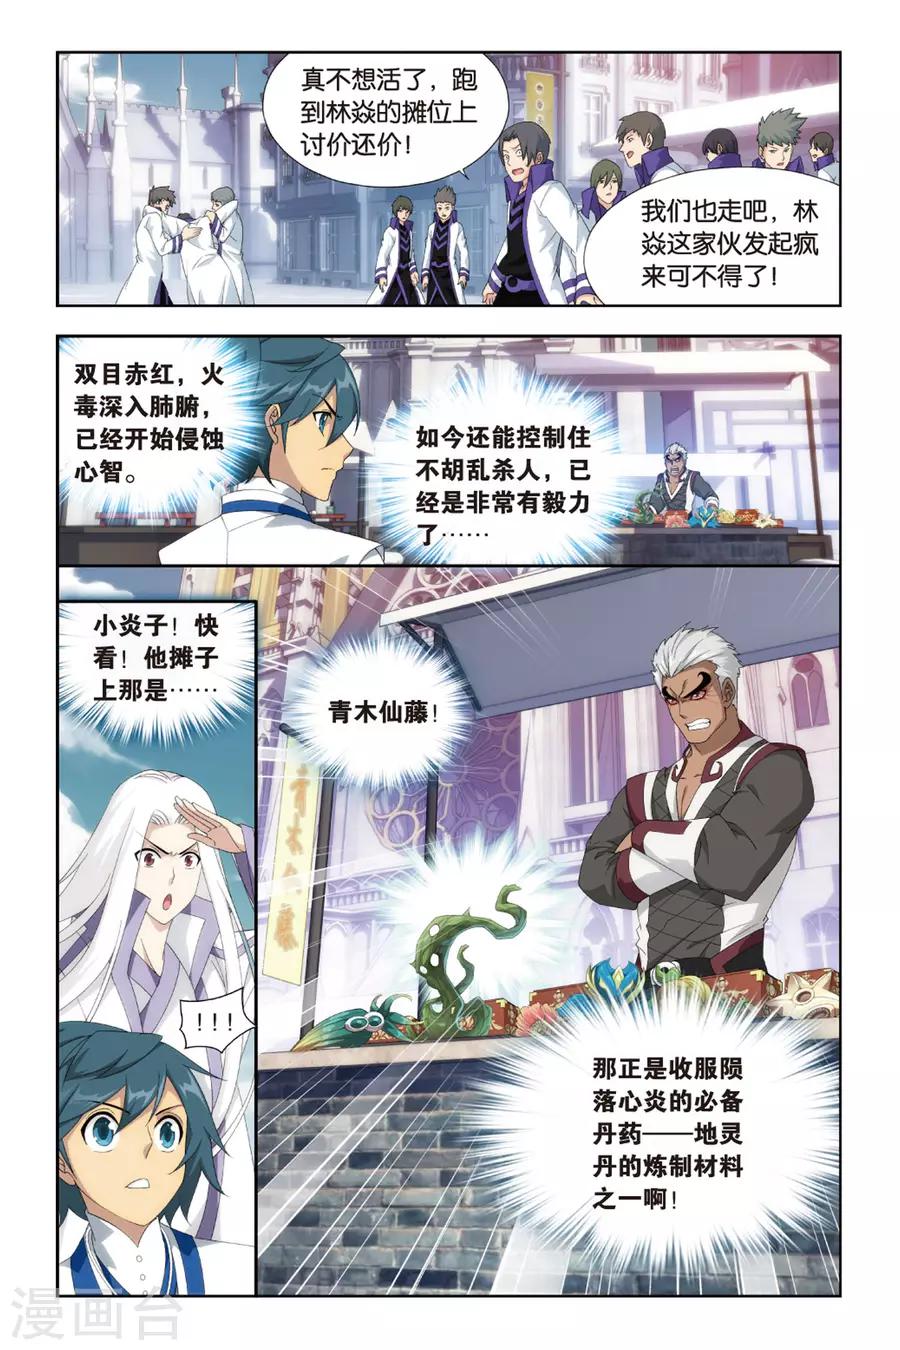 真不想活了，跑
到林焱的摊位上
讨价还价！
我们也走吧，林
焱这家伙发起疯
来可不得了！
双目赤红，火
毒深入肺腑，
已经开始侵蚀
心智。
如今还能控制住
不胡乱杀人，已
经是非常有毅力
了……
小炎子！快
看！他摊子
上那是……
青木仙藤！
!!!
那正是收服陨
落心炎的必备
丹药——地灵
丹的炼制材料
之一啊！
漫画台